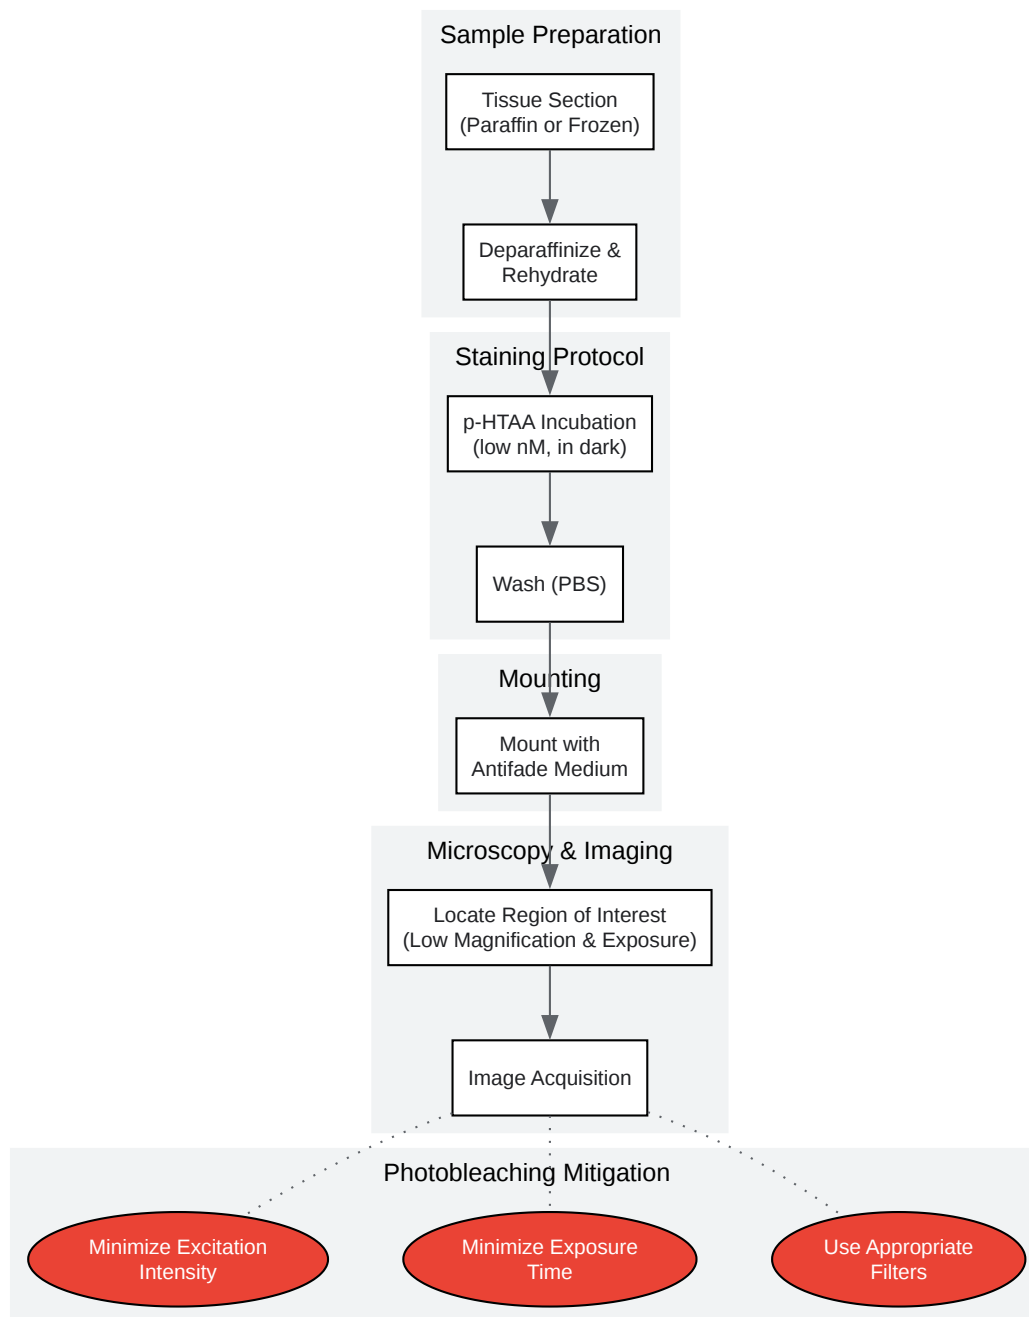 Sample Preparation
Tissue Section
(Paraffin or Frozen)
Deparaffinize &
Rehydrate
Staining Protocol
p-HTAA Incubation
(low nM, in dark)
Wash (PBS)
Mounting
Mount with
Antifade Medium
Microscopy & Imaging
Locate Region of Interest
(Low Magnification & Exposure)
Image Acquisition
Photobleaching Mitigation
Minimize Excitation
Intensity
Minimize Exposure
Time
Use Appropriate
Filters